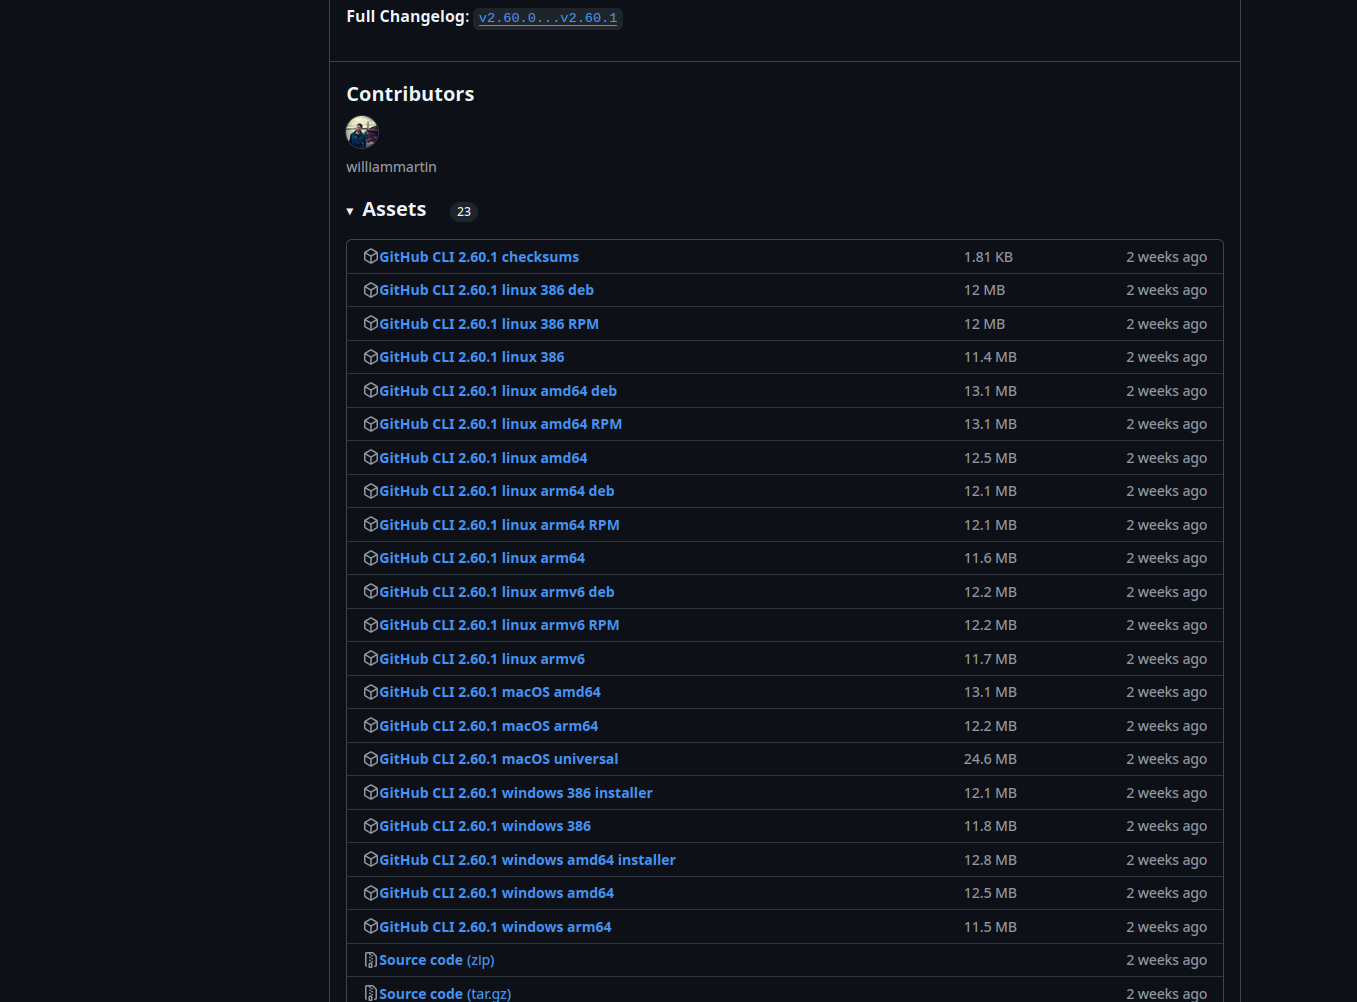 Full Changelog: v2.60.0...v2.60.1
Contributors
williammartin
Assets 23
GitHub CLI 2.60.1 checksums 1.81 KB 2 weeks ago
GitHub CLI 2.60.1 linux 386 deb 12 MB 2 weeks ago
GitHub CLI 2.60.1 linux 386 RPM 12 MB 2 weeks ago
GitHub CLI 2.60.1 linux 386 11.4 MB 2 weeks ago
GitHub CLI 2.60.1 linux amd64 deb 13.1 MB 2 weeks ago
GitHub CLI 2.60.1 linux amd64 RPM 13.1 MB 2 weeks ago
GitHub CLI 2.60.1 linux amd64 12.5 MB 2 weeks ago
GitHub CLI 2.60.1 linux arm64 deb 12.1 MB 2 weeks ago
GitHub CLI 2.60.1 linux arm64 RPM 12.1 MB 2 weeks ago
GitHub CLI 2.60.1 linux arm64 11.6 MB 2 weeks ago
GitHub CLI 2.60.1 linux armv6 deb 12.2 MB 2 weeks ago
GitHub CLI 2.60.1 linux armv6 RPM 12.2 MB 2 weeks ago
GitHub CLI 2.60.1 linux armv6 11.7 MB 2 weeks ago
GitHub CLI 2.60.1 macOS amd64 13.1 MB 2 weeks ago
GitHub CLI 2.60.1 macOS arm64 12.2 MB 2 weeks ago
GitHub CLI 2.60.1 macOS universal 24.6 MB 2 weeks ago
GitHub CLI 2.60.1 windows 386 installer 12.1 MB 2 weeks ago
GitHub CLI 2.60.1 windows 386 11.8 MB 2 weeks ago
GitHub CLI 2.60.1 windows amd64 installer 12.8 MB 2 weeks ago
GitHub CLI 2.60.1 windows amd64 12.5 MB 2 weeks ago
GitHub CLI 2.60.1 windows arm64 11.5 MB 2 weeks ago
Source code (zip) 2 weeks ago
Source code (tar.gz) 2 weeks ago